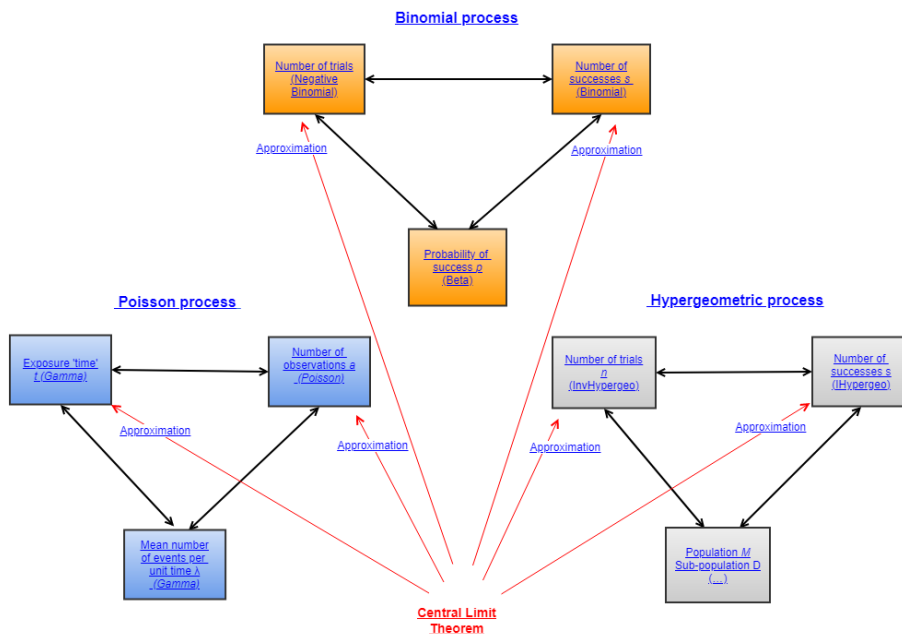 Binomial process
Number of trials
(Negative
Binomial)
Number of
successes s
(Binomial)
Approximation
Approximation
Probability of
success p
(Beta)
Poisson process
Hypergeometric process
Exposure 'time'
t (Gamma)
Number of
observations a
(Poisson)
Number of trials
n
(InvHypergeo)
Number of
successes s
(IHypergeo)
Approximation
Approximation
Approximation
Approximation
Mean number
of events per
unit time λ
(Gamma)
Population M
Sub-population D
(...)
Central Limit
Theorem